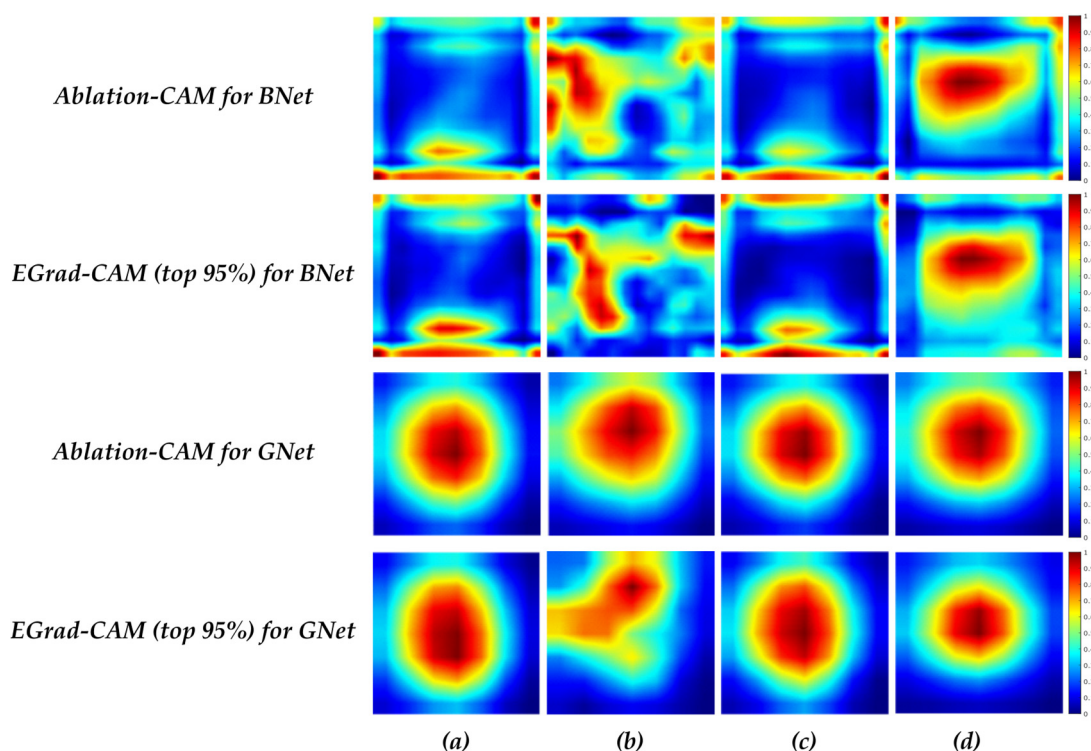 Ablation-CAM for BNet
EGrad-CAM (top 95%) for BNet
Ablation-CAM for GNet
EGrad-CAM (top 95%) for GNet
(a) (b) (c) (d)